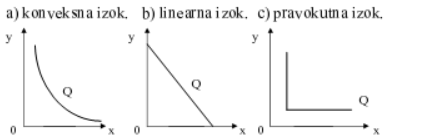 a) konveksna izok. b) linearna izok. c) pravokutna izok.
y y y
Q Q Q
0 x 0 x 0 x